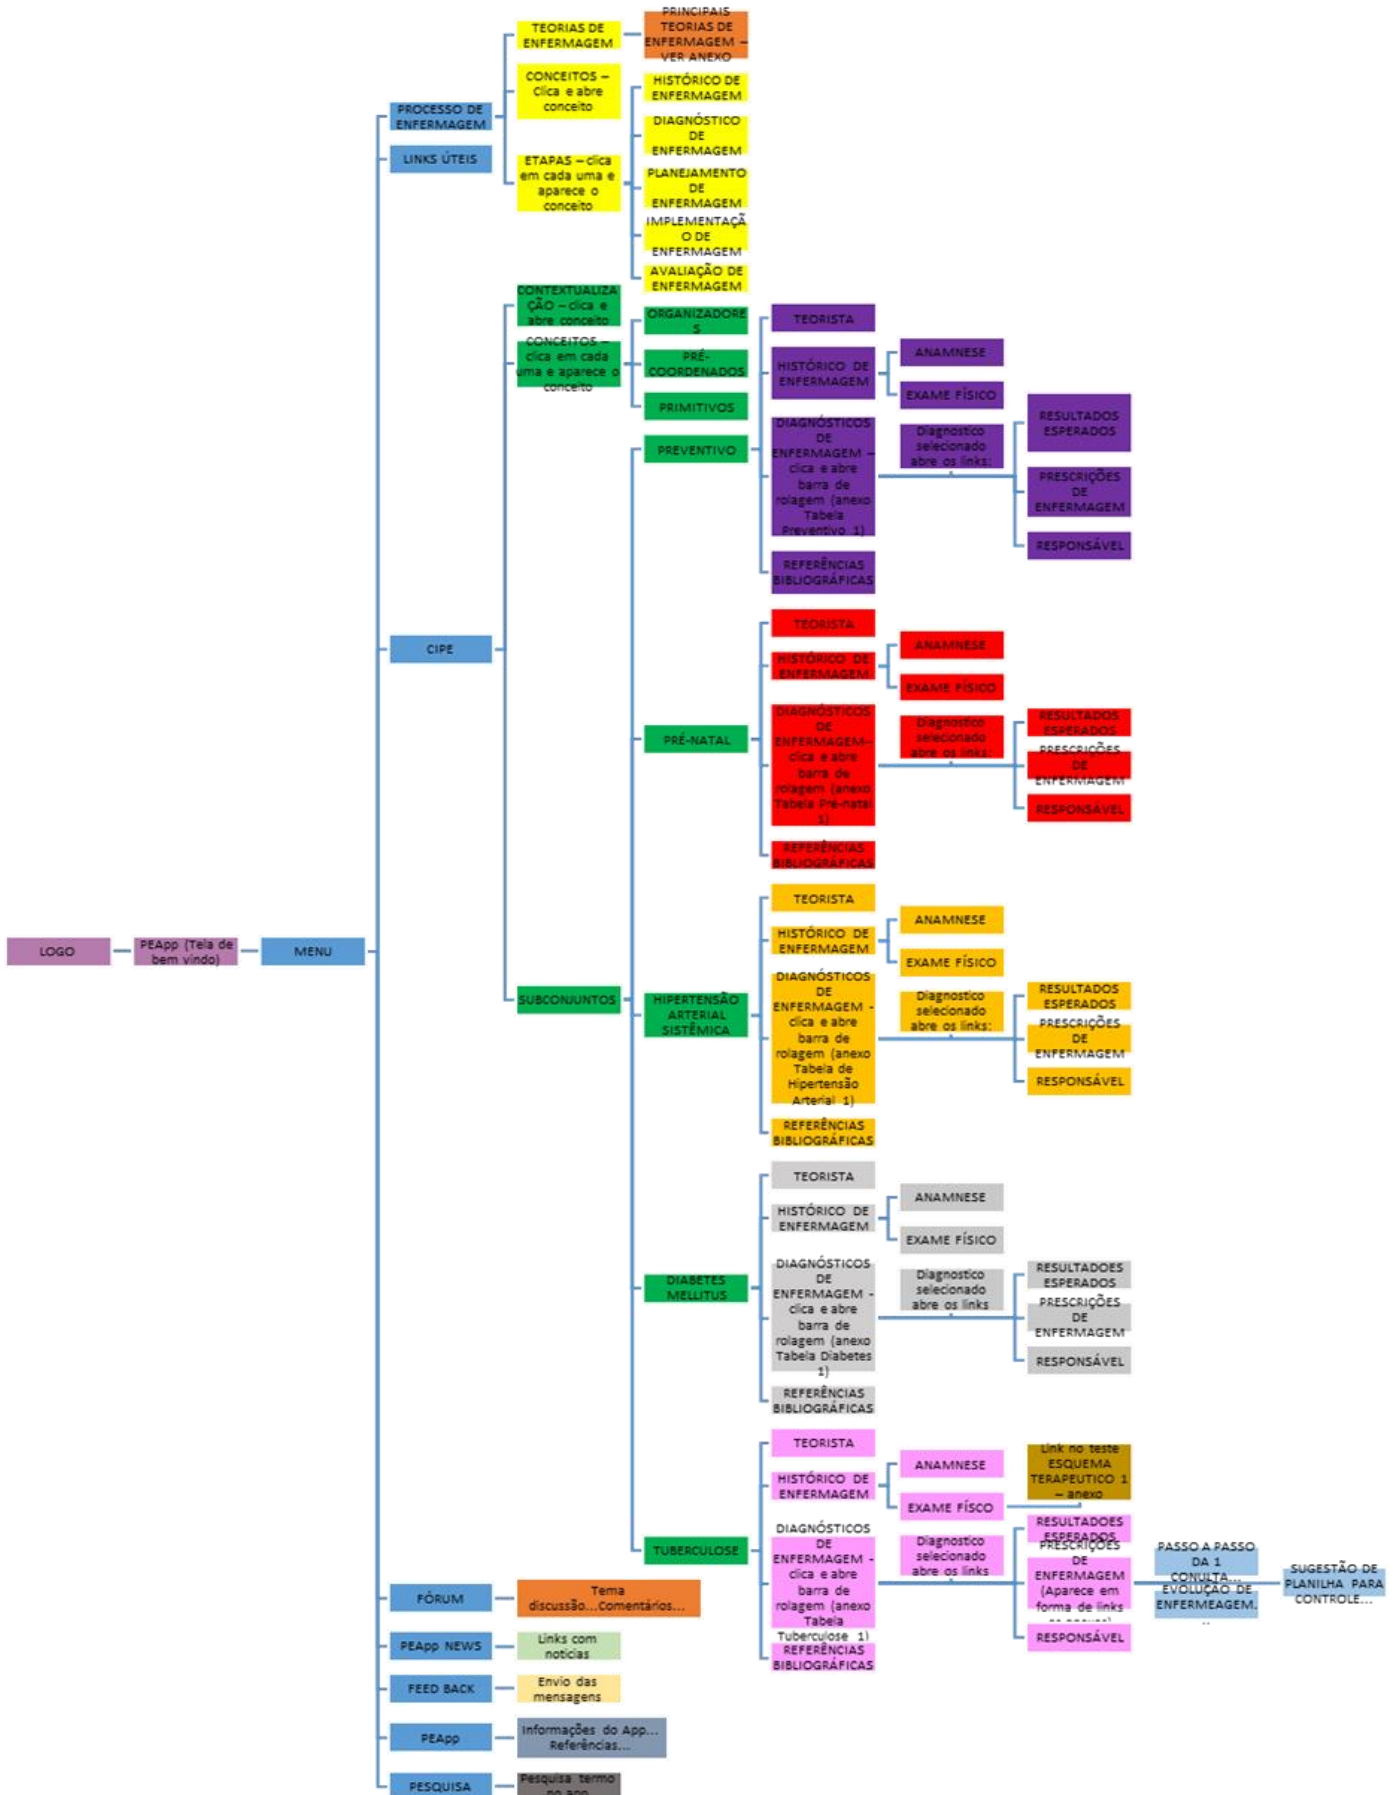 LOGO
PEApp (Tela de
bem vindo)
MENU
PROCESSO DE
ENFERMAGEM
TEORIAS DE
ENFERMAGEM
PRINCIPAIS
TEORIAS DE
ENFERMAGEM –
VER ANEXO
CONCEITOS –
Clica e abre
conceito
ETAPAS – clica
em cada uma e
aparece o
conceito
HISTÓRICO DE
ENFERMAGEM
DIAGNÓSTICO
DE
ENFERMAGEM
PLANEJAMENTO
DE
ENFERMAGEM
IMPLEMENTAÇÃ
O DE
ENFERMAGEM
AVALIAÇÃO DE
ENFERMAGEM
LINKS ÚTEIS
CIPE
CONTEXTUALIZA
ÇÃO – clica e
abre conceito
CONCEITOS –
clica em cada
uma e aparece o
conceito
ORGANIZADORE
S
PRÉ-
COORDENADOS
PRIMITIVOS
SUBCONJUNTOS
PREVENTIVO
TEORISTA
HISTÓRICO DE
ENFERMAGEM
ANAMNESE
EXAME FÍSICO
DIAGNÓSTICOS
DE
ENFERMAGEM –
clica e abre
barra de
rolagem (anexo
Tabela
Preventivo 1)
Diagnostico
selecionado
abre os links:
RESULTADOS
ESPERADOS
PRESCRIÇÕES
DE
ENFERMAGEM
RESPONSÁVEL
REFERÊNCIAS
BIBLIOGRÁFICAS
PRÉ-NATAL
TEORISTA
HISTÓRICO DE
ENFERMAGEM
ANAMNESE
EXAME FÍSICO
DIAGNÓSTICOS
DE
ENFERMAGEM–
clica e abre
barra de
rolagem (anexo
Tabela Pré-natal
1)
Diagnostico
selecionado
abre os links:
RESULTADOS
ESPERADOS
PRESCRIÇÕES
DE
ENFERMAGEM
RESPONSÁVEL
REFERÊNCIAS
BIBLIOGRÁFICAS
HIPERTENSÃO
ARTERIAL
SISTÊMICA
TEORISTA
HISTÓRICO DE
ENFERMAGEM
ANAMNESE
EXAME FÍSICO
DIAGNÓSTICOS
DE
ENFERMAGEM -
clica e abre
barra de
rolagem (anexo
Tabela de
Hipertensão
Arterial 1)
Diagnostico
selecionado
abre os links:
RESULTADOS
ESPERADOS
PRESCRIÇÕES
DE
ENFERMAGEM
RESPONSÁVEL
REFERÊNCIAS
BIBLIOGRÁFICAS
DIABETES
MELLITUS
TEORISTA
HISTÓRICO DE
ENFERMAGEM
ANAMNESE
EXAME FÍSICO
DIAGNÓSTICOS
DE
ENFERMAGEM -
clica e abre
barra de
rolagem (anexo
Tabela Diabetes
1)
Diagnostico
selecionado
abre os links
RESULTADOES
ESPERADOS
PRESCRIÇÕES
DE
ENFERMAGEM
RESPONSÁVEL
REFERÊNCIAS
BIBLIOGRÁFICAS
TUBERCULOSE
TEORISTA
HISTÓRICO DE
ENFERMAGEM
ANAMNESE
EXAME FÍSCO
Link no teste
ESQUEMA
TERAPEUTICO 1
– anexo
DIAGNÓSTICOS
DE
ENFERMAGEM -
clica e abre
barra de
rolagem (anexo
Tabela
Tuberculose 1)
Diagnostico
selecionado
abre os links
RESULTADOES
ESPERADOS
PRESCRIÇÕES
DE
ENFERMAGEM
(Aparece em
forma de links
PASSO A PASSO
DA 1
CONULTA...
EVOLUÇÃO DE
ENFERMEAGEM.
..
SUGESTÃO DE
PLANILHA PARA
CONTROLE...
RESPONSÁVEL
REFERÊNCIAS
BIBLIOGRÁFICAS
FÓRUM
Tema
discussão...Comentários...
PEApp NEWS
Links com
noticias
FEED BACK
Envio das
mensagens
PEApp
Informações do App...
Referências...
PESQUISA
Pesquisa termo
no app